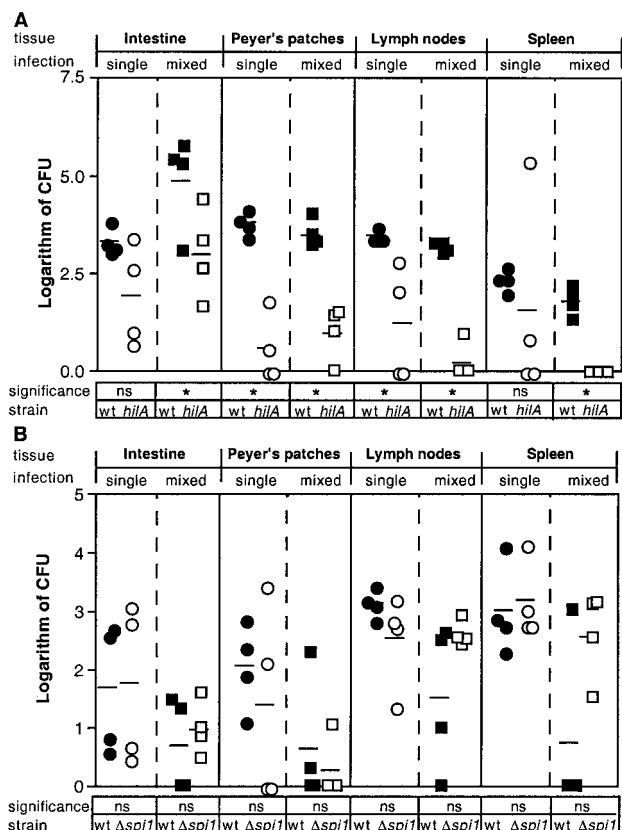 A
tissue Intestine Peyer's patches Lymph nodes Spleen
infection single mixed single mixed single mixed single mixed
7.5
5.0
2.5
0.0
Logarithm of CFU
significance ns * * * * * ns *
strain wt hilA wt hilA wt hilA wt hilA wt hilA wt hilA wt hilA wt hilA
B
tissue Intestine Peyer's patches Lymph nodes Spleen
infection single mixed single mixed single mixed single mixed
5
4
3
2
1
0
Logarithm of CFU
significance ns ns ns ns ns ns ns ns
strain wt Δspi1 wt Δspi1 wt Δspi1 wt Δspi1 wt Δspi1 wt Δspi1 wt Δspi1 wt Δspi1